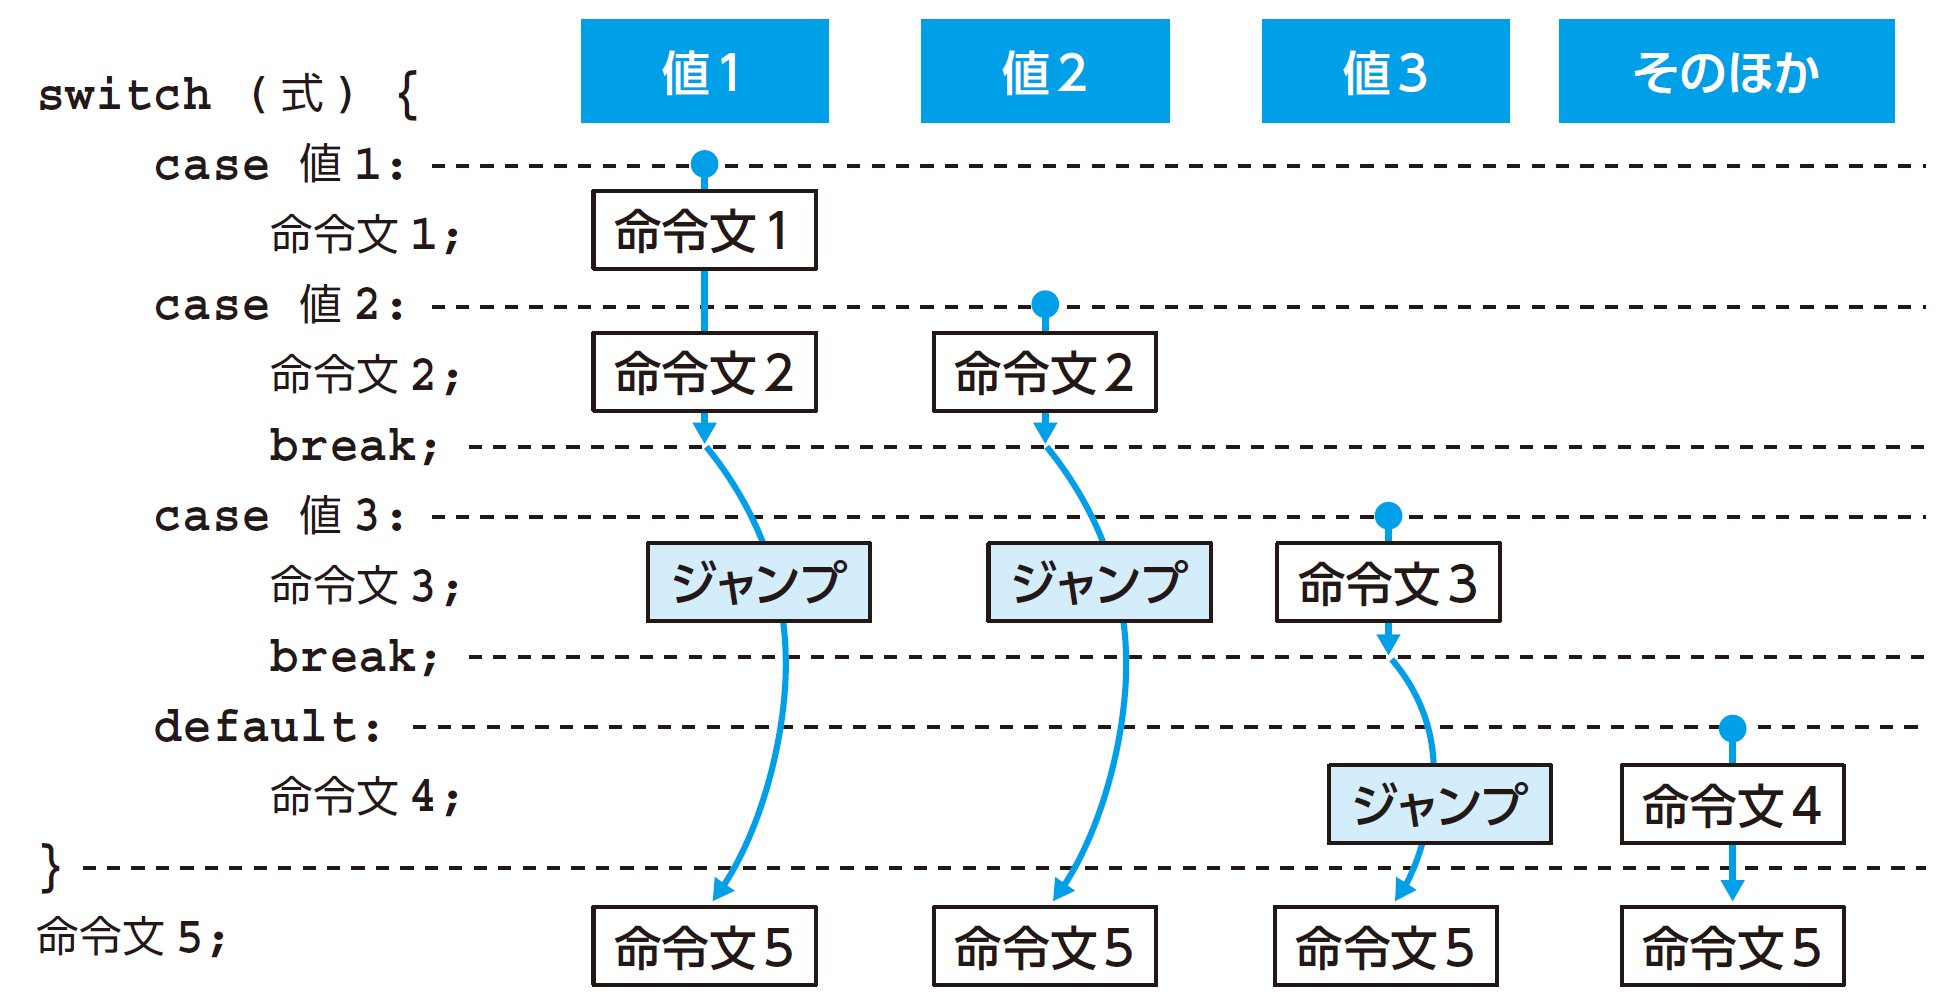 値1 値2 値3 そのほか
switch (式) {
case 値1:
命令文1; 命令文1
case 値2:
命令文2; 命令文2 命令文2
break;
case 値3:
命令文3; ジャンプ ジャンプ 命令文3
break;
default:
命令文4; ジャンプ 命令文4
}
命令文5; 命令文5 命令文5 命令文5 命令文5